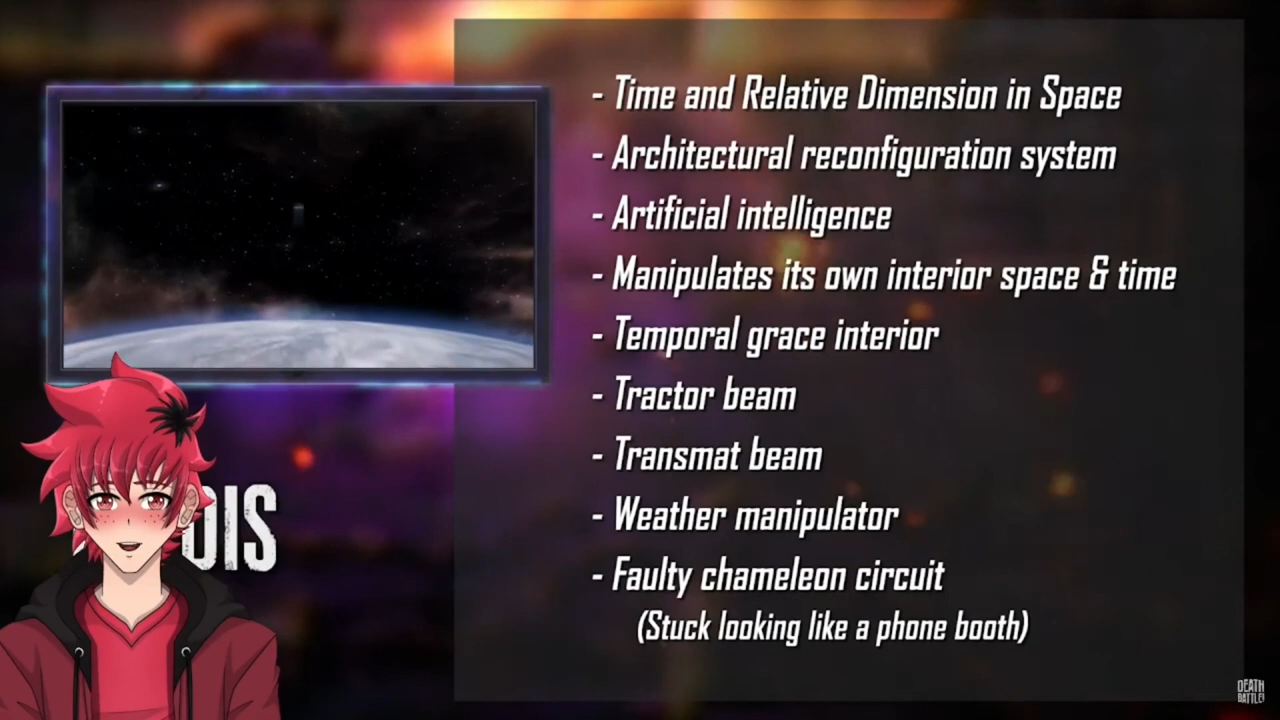 - Time and Relative Dimension in Space
- Architectural reconfiguration system
- Artificial intelligence
- Manipulates its own interior space & time
- Temporal grace interior
- Tractor beam
- Transmat beam
- Weather manipulator
- Faulty chameleon circuit
(Stuck looking like a phone booth)
DIS
DEATH
BATTLE!